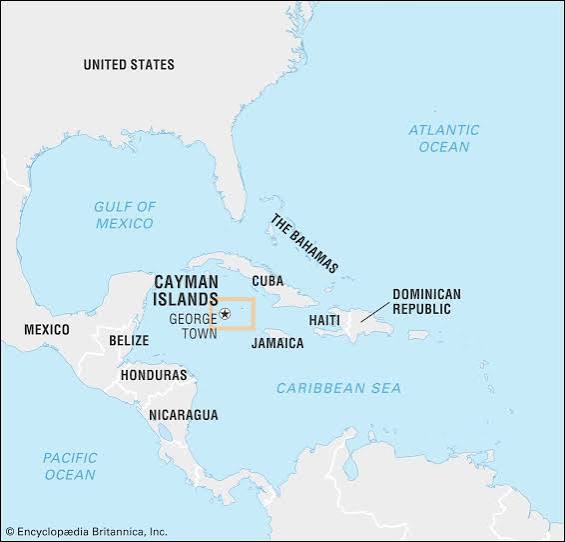 UNITED STATES
ATLANTIC
OCEAN
GULF OF
MEXICO
THE BAHAMAS
CAYMAN
ISLANDS
CUBA
GEORGE
TOWN
DOMINICAN
REPUBLIC
HAITI
MEXICO
BELIZE
JAMAICA
HONDURAS
CARIBBEAN SEA
NICARAGUA
PACIFIC
OCEAN
© Encyclopædia Britannica, Inc.